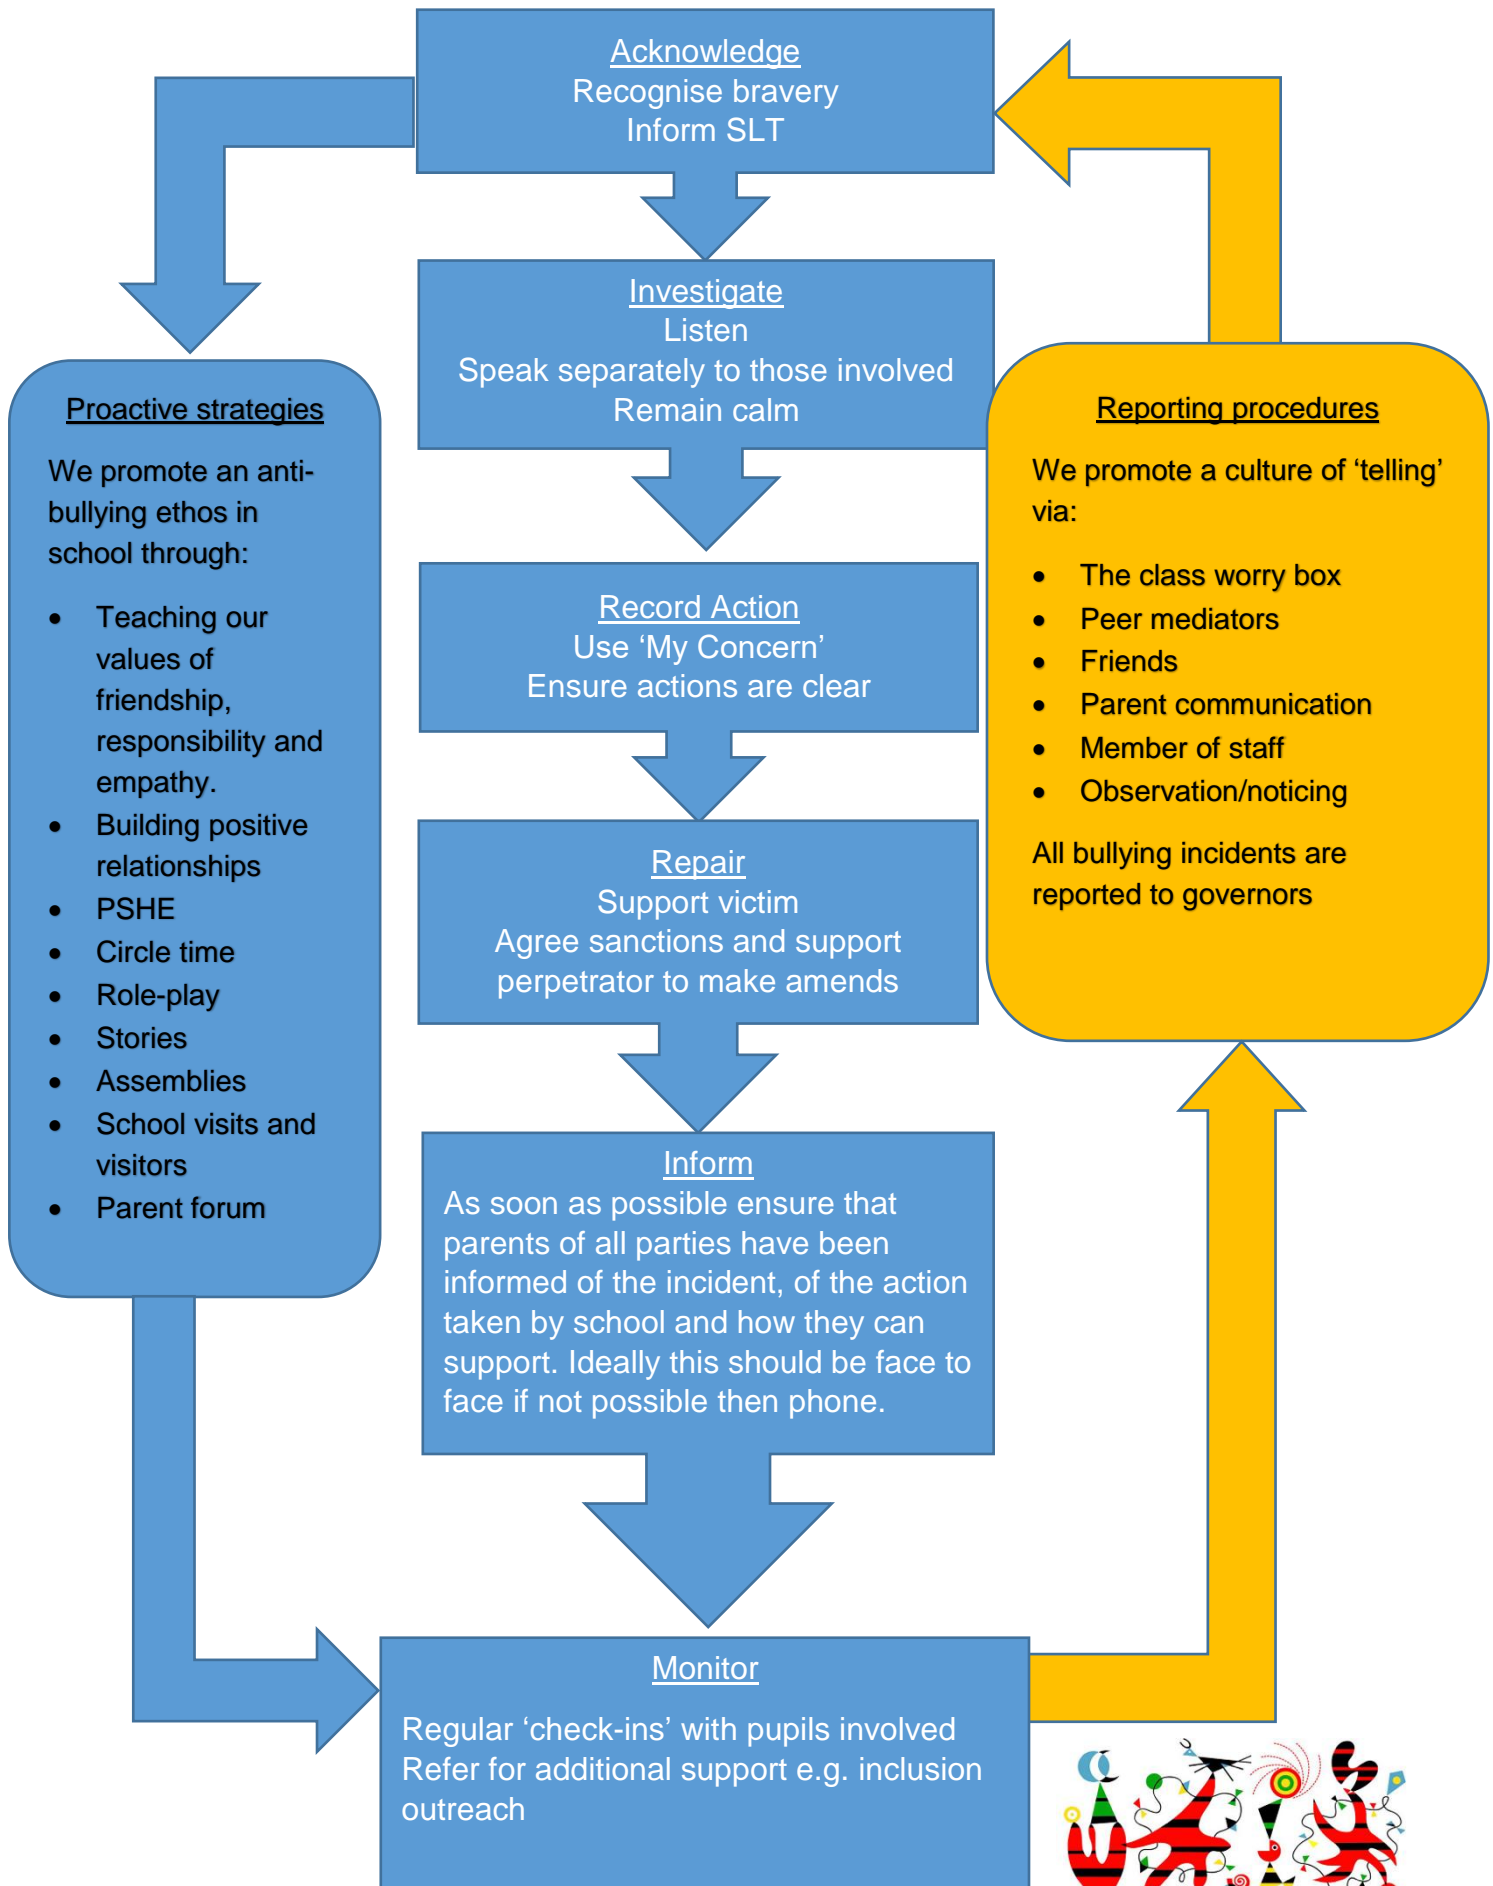 Acknowledge
Recognise bravery
Inform SLT
Investigate
Listen
Speak separately to those involved
Remain calm
Proactive strategies
We promote an anti-
bullying ethos in
school through:
• Teaching our
values of
friendship,
responsibility and
empathy.
• Building positive
relationships
• PSHE
• Circle time
• Role-play
• Stories
• Assemblies
• School visits and
visitors
• Parent forum
Reporting procedures
We promote a culture of ‘telling’
via:
• The class worry box
• Peer mediators
• Friends
• Parent communication
• Member of staff
• Observation/noticing
All bullying incidents are
reported to governors
Record Action
Use ‘My Concern’
Ensure actions are clear
Repair
Support victim
Agree sanctions and support
perpetrator to make amends
Inform
As soon as possible ensure that
parents of all parties have been
informed of the incident, of the action
taken by school and how they can
support. Ideally this should be face to
face if not possible then phone.
Monitor
Regular ‘check-ins’ with pupils involved
Refer for additional support e.g. inclusion
outreach